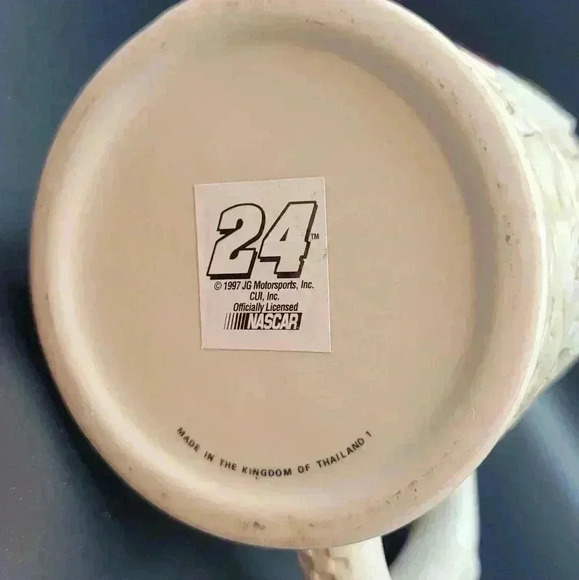 24™
© 1997 JG Motorsports, Inc.
CUI, Inc.
Officially Licensed
NASCAR
MADE IN THE KINGDOM OF THAILAND 1